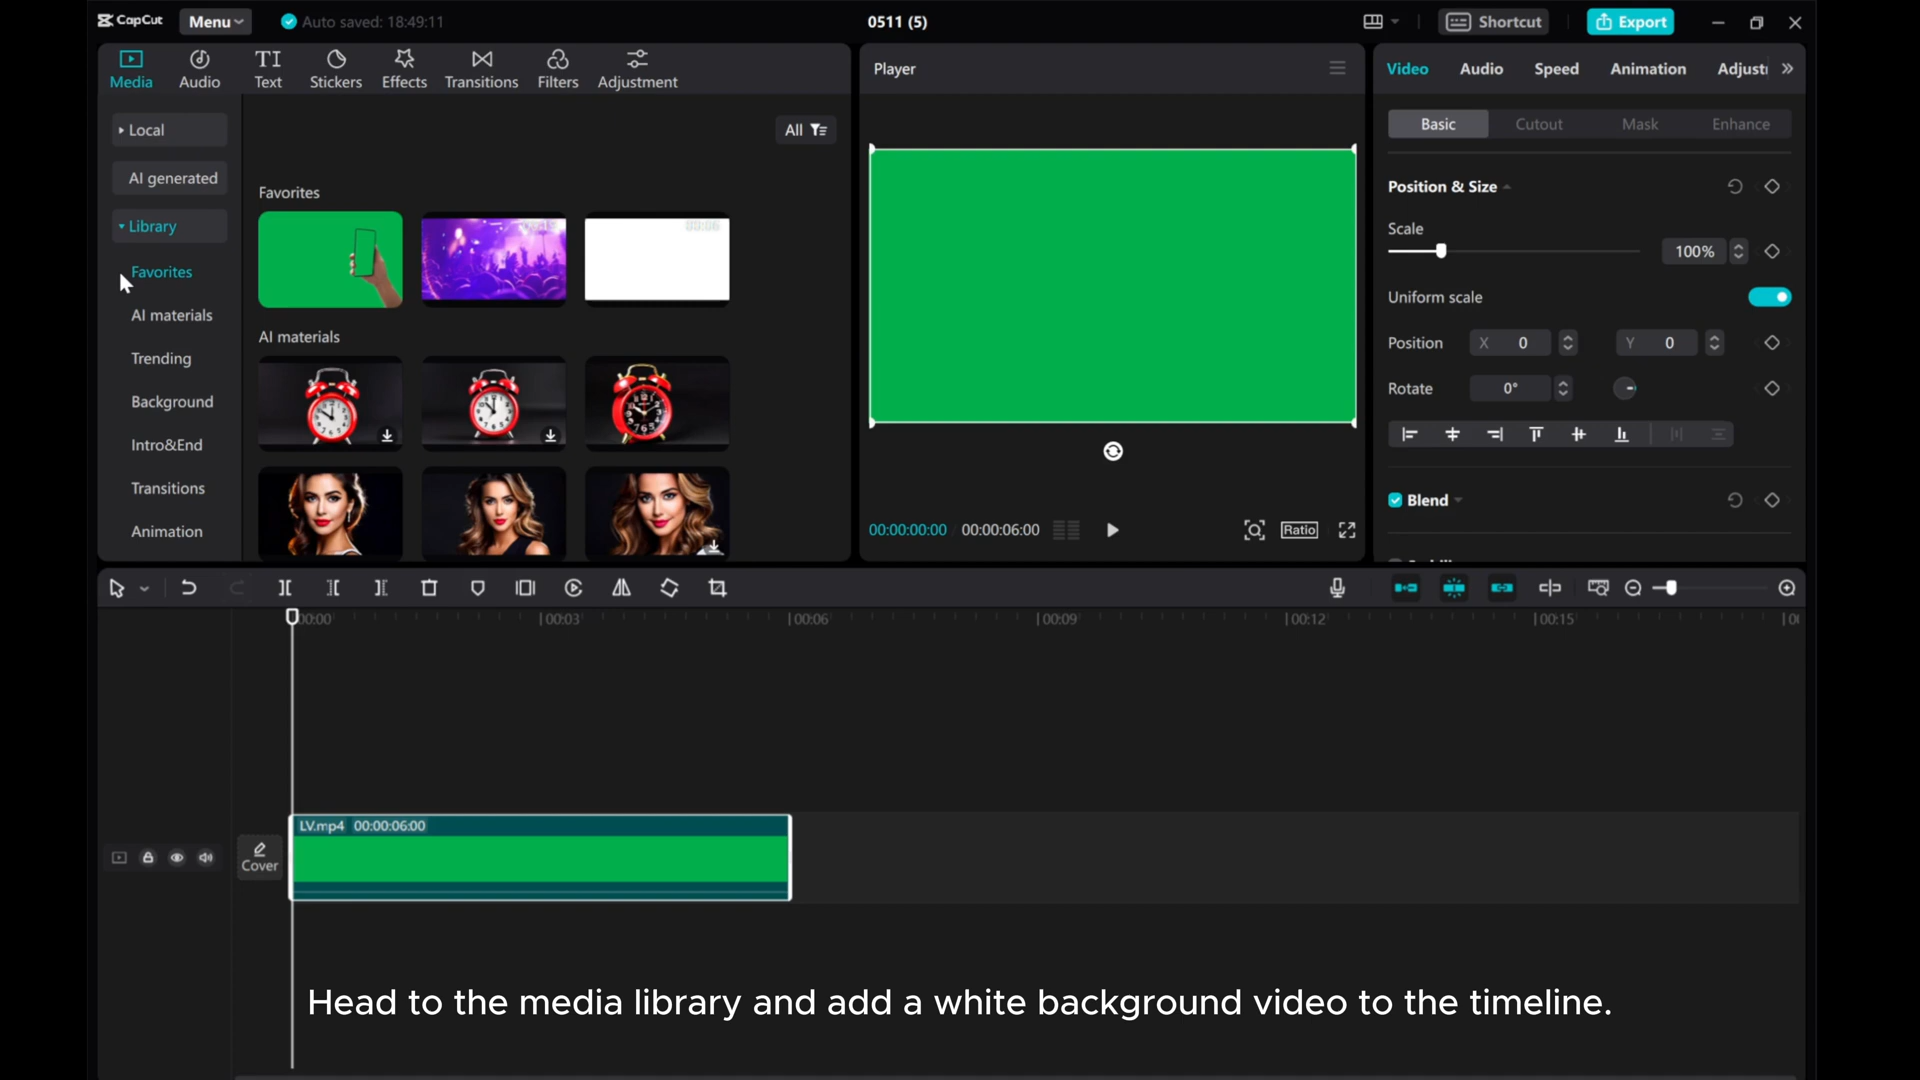 CapCut
Menu
Auto saved: 18:49:11
0511 (5)
Shortcut
Export
Media
Audio
Text
Stickers
Effects
Transitions
Filters
Adjustment
Local
AI generated
Library
Favorites
AI materials
Trending
Background
Intro&End
Transitions
Animation
All
Favorites
AI materials
Player
00:00:00:00
00:00:06:00
Ratio
Video
Audio
Speed
Animation
Basic
Cutout
Mask
Enhance
Position & Size
Scale
100%
Uniform scale
Position
X 0
Y 0
Rotate
0°
Blend
00:00
00:03
00:06
00:09
00:12
00:15
LV.mp4 00:00:06:00
Cover
Head to the media library and add a white background video to the timeline.